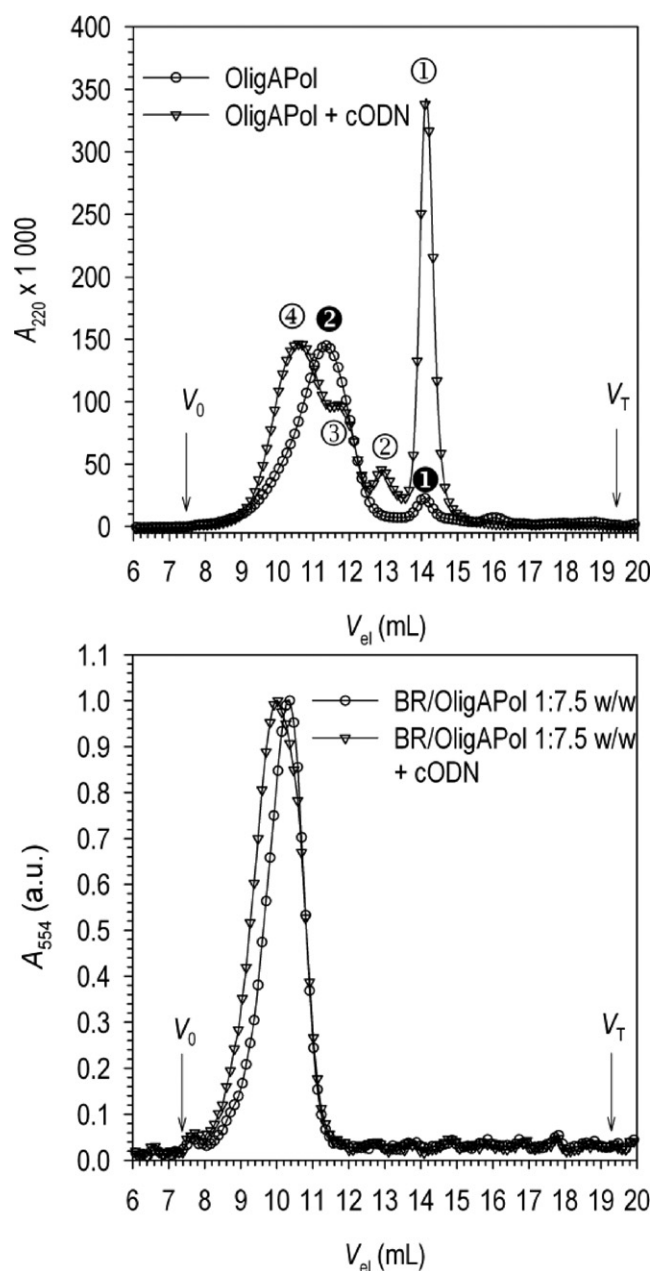 400
350
300
250
200
150
100
50
0
A220 x 1 000
OligAPol
OligAPol + cODN
①
④
❷
③
②
❶
V0
VT
6 7 8 9 10 11 12 13 14 15 16 17 18 19 20
Vel (mL)
1.1
1.0
0.9
0.8
0.7
0.6
0.5
0.4
0.3
0.2
0.1
0.0
A554 (a.u.)
BR/OligAPol 1:7.5 w/w
BR/OligAPol 1:7.5 w/w
+ cODN
V0
VT
6 7 8 9 10 11 12 13 14 15 16 17 18 19 20
Vel (mL)